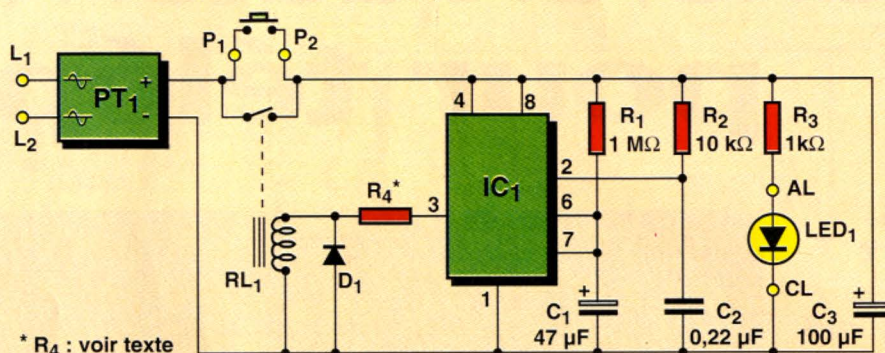 L1
L2
PT1
+
-
P1
P2
4
8
R1
1 MΩ
R2
10 kΩ
R3
1kΩ
2
IC1
6
7
3
1
R4*
RL1
D1
AL
LED1
CL
+
C1
47 µF
C2
0,22 µF
+
C3
100 µF
* R4 : voir texte